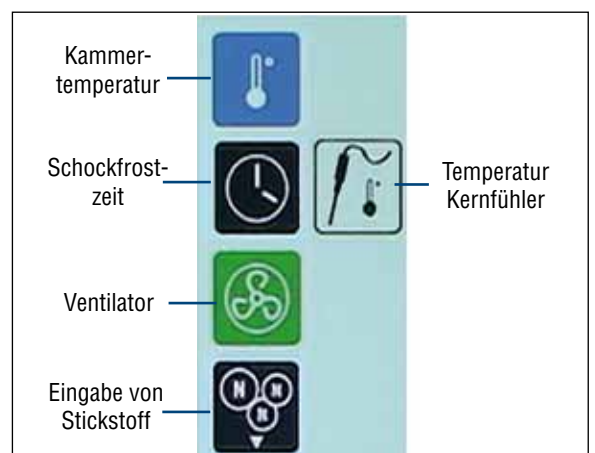 Kammer-
temperatur
Schockfrost-
zeit
Temperatur
Kernfühler
Ventilator
Eingabe von
Stickstoff
N N
N